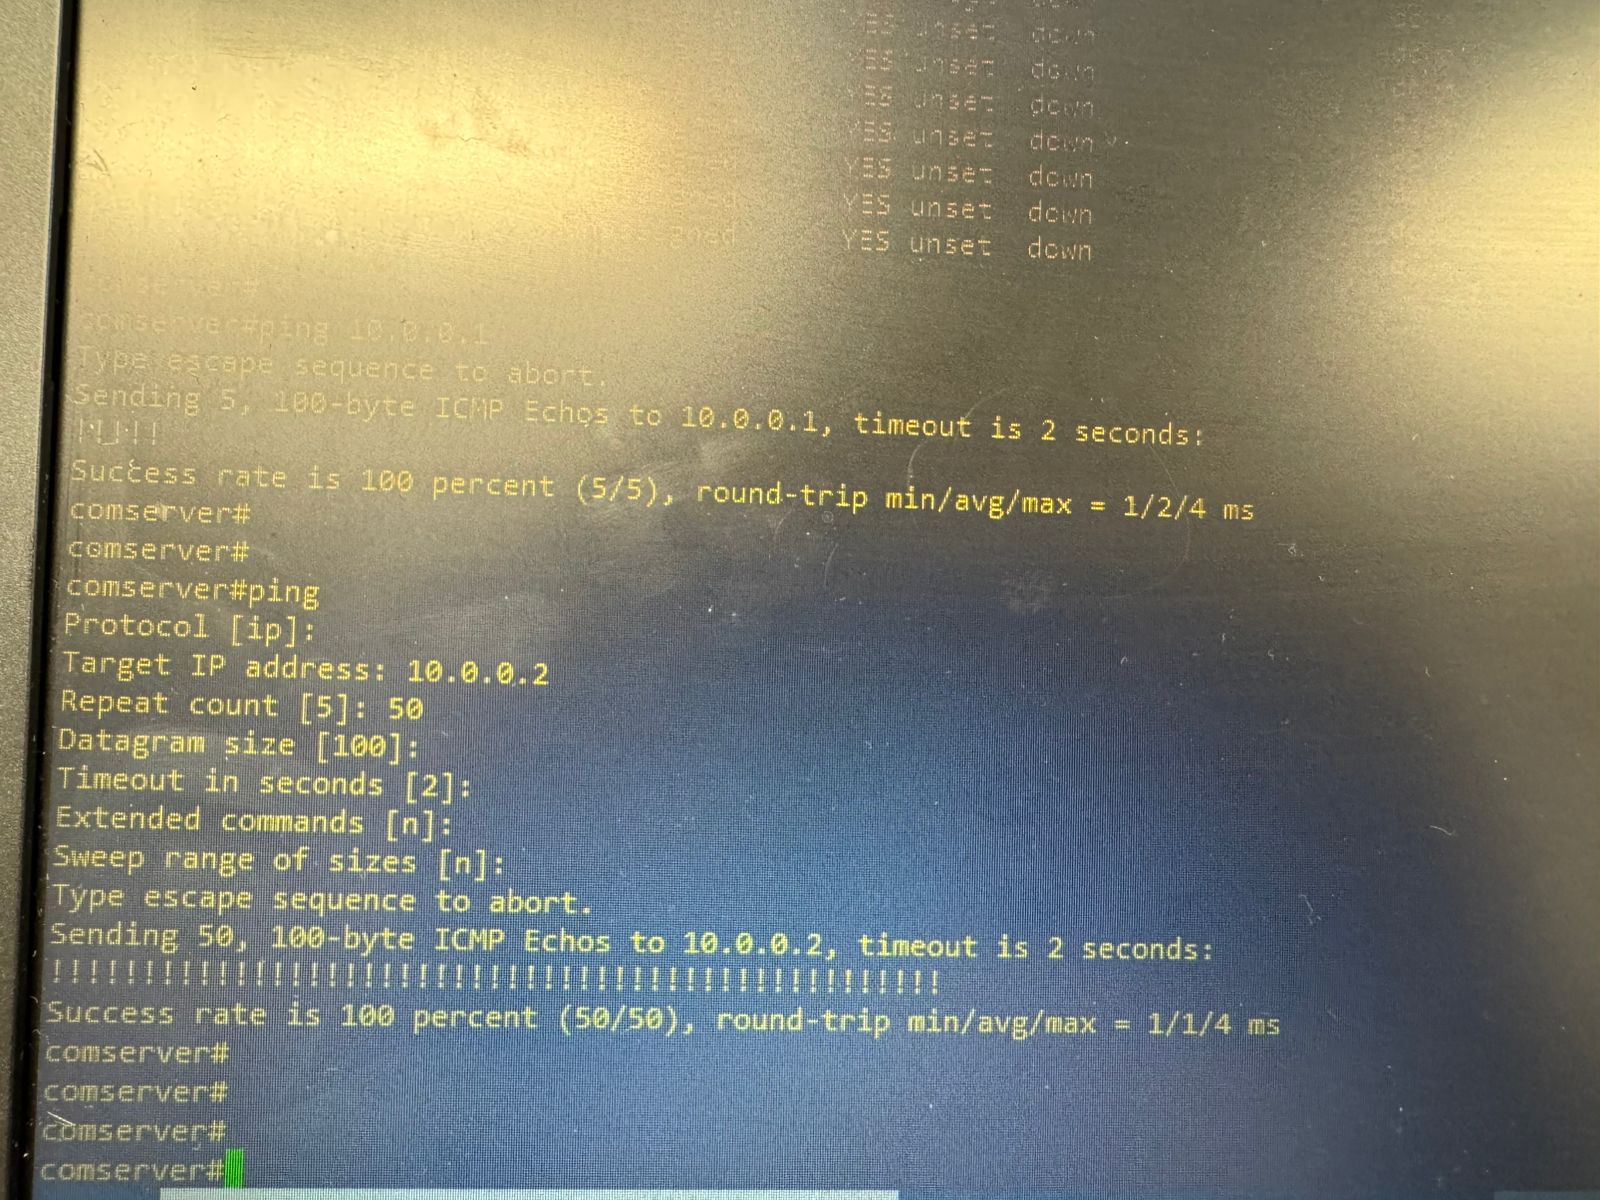 YES unset down
YES unset down
YES unset down
YES unset down
YES unset down
YES unset down
YES unset down
comserver#ping 10.0.0.1
Type escape sequence to abort.
Sending 5, 100-byte ICMP Echos to 10.0.0.1, timeout is 2 seconds:
!!!!!
Success rate is 100 percent (5/5), round-trip min/avg/max = 1/2/4 ms
comserver#
comserver#
comserver#ping
Protocol [ip]:
Target IP address: 10.0.0.2
Repeat count [5]: 50
Datagram size [100]:
Timeout in seconds [2]:
Extended commands [n]:
Sweep range of sizes [n]:
Type escape sequence to abort.
Sending 50, 100-byte ICMP Echos to 10.0.0.2, timeout is 2 seconds:
!!!!!!!!!!!!!!!!!!!!!!!!!!!!!!!!!!!!!!!!!!!!!!!!!!
Success rate is 100 percent (50/50), round-trip min/avg/max = 1/1/4 ms
comserver#
comserver#
comserver#
comserver#